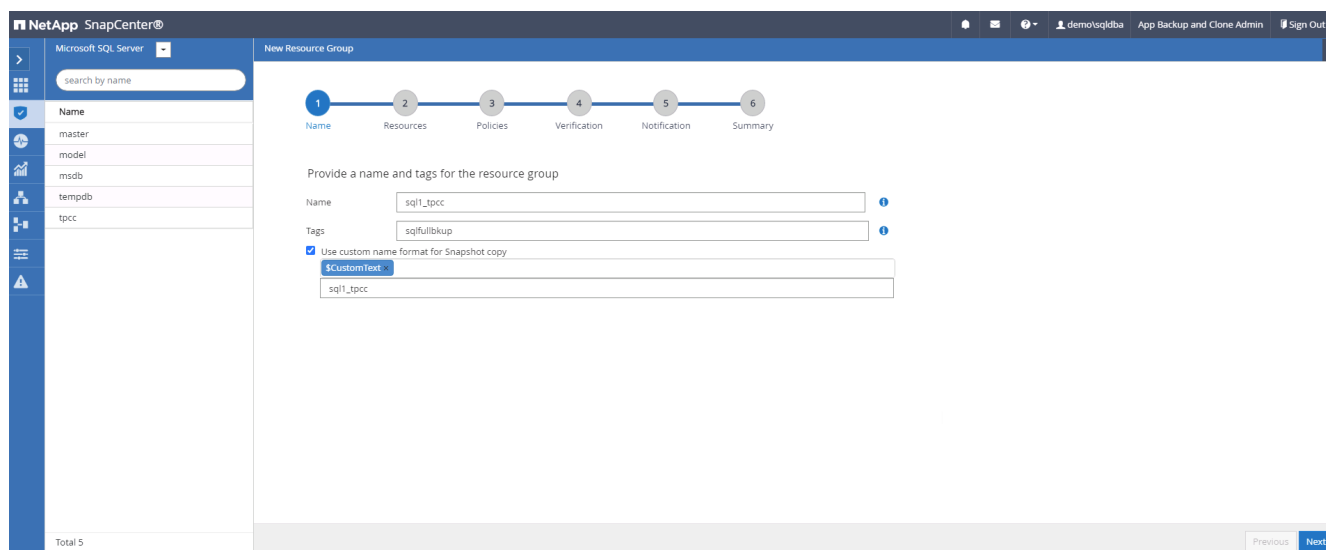 NetApp SnapCenter®
demo\sqldba App Backup and Clone Admin Sign Out
Microsoft SQL Server
search by name
Name
master
model
msdb
tempdb
tpcc
Total 5
New Resource Group
1 2 3 4 5 6
Name Resources Policies Verification Notification Summary
Provide a name and tags for the resource group
Name sql1_tpcc
Tags sqlfullbkup
Use custom name format for Snapshot copy
$CustomText ×
sql1_tpcc
Previous Next